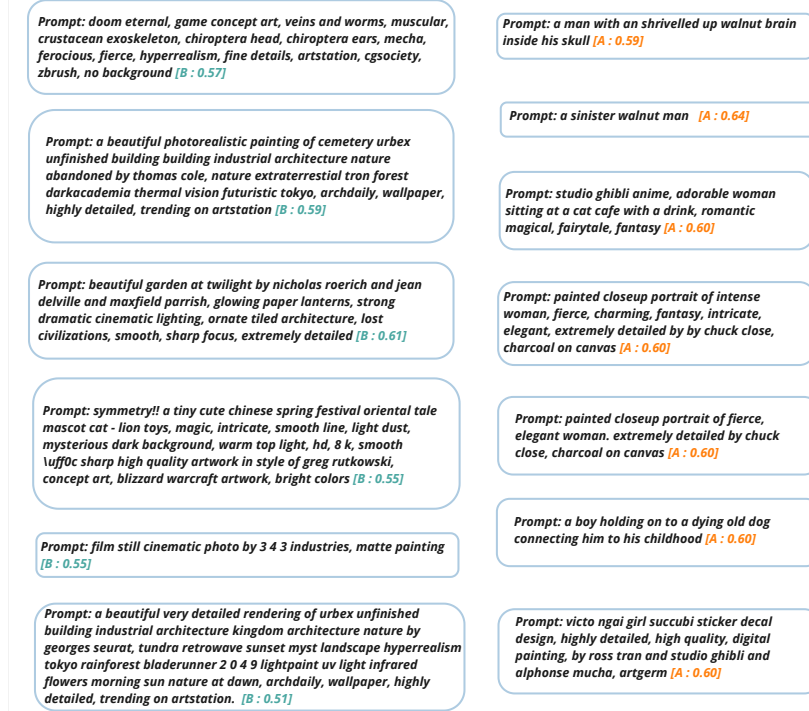 Prompt: doom eternal, game concept art, veins and worms, muscular,
crustacean exoskeleton, chiroptera head, chiroptera ears, mecha,
ferocious, fierce, hyperrealism, fine details, artstation, cgsociety,
zbrush, no background [B : 0.57]
Prompt: a beautiful photorealistic painting of cemetery urbex
unfinished building building industrial architecture nature
abandoned by thomas cole, nature extraterrestial tron forest
darkacademia thermal vision futuristic tokyo, archdaily, wallpaper,
highly detailed, trending on artstation [B : 0.59]
Prompt: beautiful garden at twilight by nicholas roerich and jean
delville and maxfield parrish, glowing paper lanterns, strong
dramatic cinematic lighting, ornate tiled architecture, lost
civilizations, smooth, sharp focus, extremely detailed [B : 0.61]
Prompt: symmetry!! a tiny cute chinese spring festival oriental tale
mascot cat - lion toys, magic, intricate, smooth line, light dust,
mysterious dark background, warm top light, hd, 8 k, smooth
\uff0c sharp high quality artwork in style of greg rutkowski,
concept art, blizzard warcraft artwork, bright colors [B : 0.55]
Prompt: film still cinematic photo by 3 4 3 industries, matte painting
[B : 0.55]
Prompt: a beautiful very detailed rendering of urbex unfinished
building industrial architecture kingdom architecture nature by
georges seurat, tundra retrowave sunset myst landscape hyperrealism
tokyo rainforest bladerunner 2 0 4 9 lightpaint uv light infrared
flowers morning sun nature at dawn, archdaily, wallpaper, highly
detailed, trending on artstation. [B : 0.51]
Prompt: a man with an shrivelled up walnut brain
inside his skull [A : 0.59]
Prompt: a sinister walnut man [A : 0.64]
Prompt: studio ghibli anime, adorable woman
sitting at a cat cafe with a drink, romantic
magical, fairytale, fantasy [A : 0.60]
Prompt: painted closeup portrait of intense
woman, fierce, charming, fantasy, intricate,
elegant, extremely detailed by by chuck close,
charcoal on canvas [A : 0.60]
Prompt: painted closeup portrait of fierce,
elegant woman. extremely detailed by chuck
close, charcoal on canvas [A : 0.60]
Prompt: a boy holding on to a dying old dog
connecting him to his childhood [A : 0.60]
Prompt: victo ngai girl succubi sticker decal
design, highly detailed, high quality, digital
painting, by ross tran and studio ghibli and
alphonse mucha, artgerm [A : 0.60]